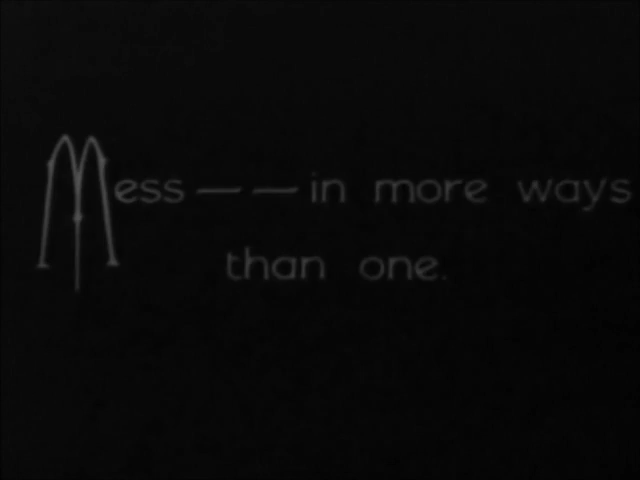 Mess — — in more ways
than one.